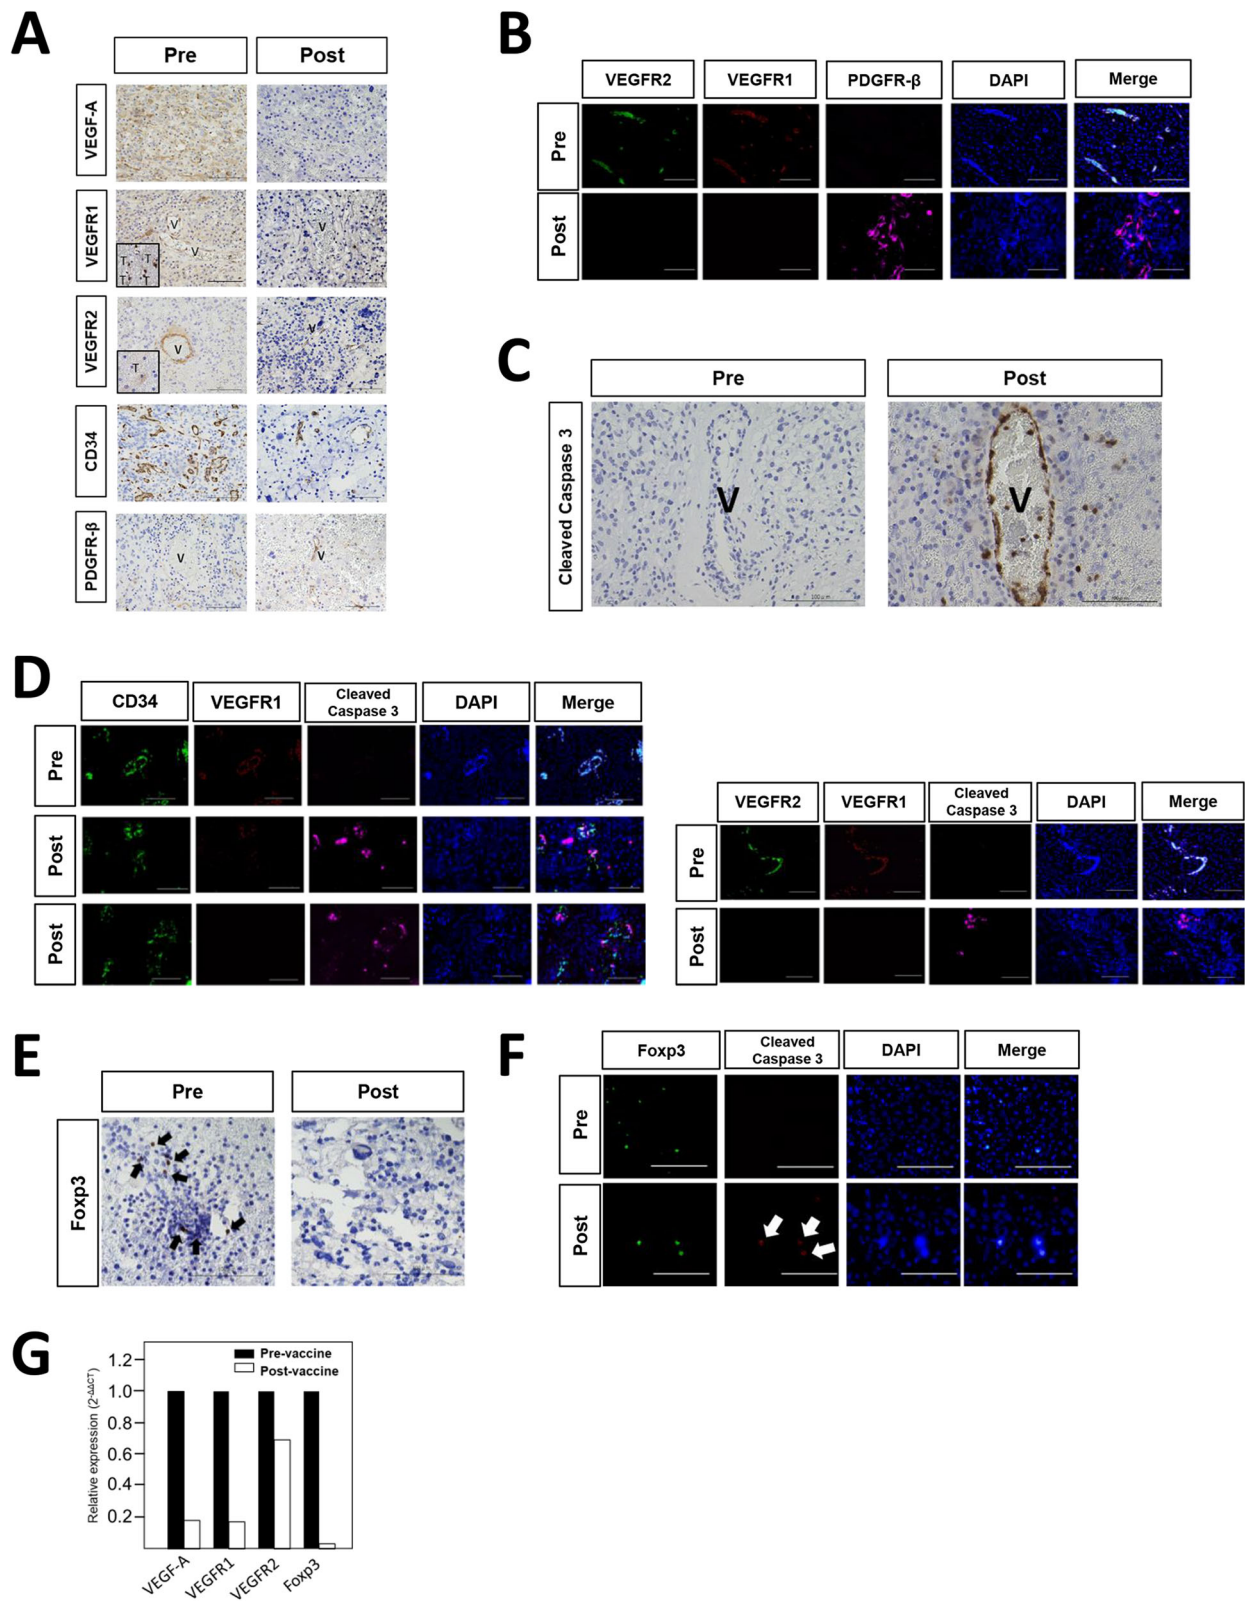 A
Pre
Post
VEGF-A
VEGFR1
V
V
T
T
T
T
V
VEGFR2
V
T
V
CD34
PDGFR-β
V
V
B
VEGFR2
VEGFR1
PDGFR-β
DAPI
Merge
Pre
Post
C
Pre
Post
Cleaved Caspase 3
V
V
100 μm
D
CD34
VEGFR1
Cleaved
Caspase 3
DAPI
Merge
Pre
Post
Post
VEGFR2
VEGFR1
Cleaved
Caspase 3
DAPI
Merge
Pre
Post
E
Pre
Post
Foxp3
F
Foxp3
Cleaved
Caspase 3
DAPI
Merge
Pre
Post
G
Pre-vaccine
Post-vaccine
Relative expression (2-ΔΔCT)
1.2
1.0
0.8
0.6
0.4
0.2
VEGF-A
VEGFR1
VEGFR2
Foxp3